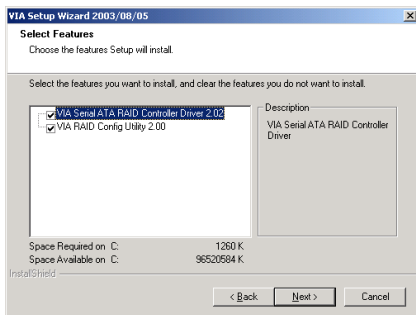 VIA Setup Wizard 2003/08/05
Select Features
Choose the features Setup will install.
Select the features you want to install, and clear the features you do not want to install.
VIA Serial ATA RAID Controller Driver 2.02
VIA RAID Config Utility 2.00
Description
VIA Serial ATA RAID Controller
Driver
Space Required on C: 1260 K
Space Available on C: 96520584 K
InstallShield
< Back
Next >
Cancel